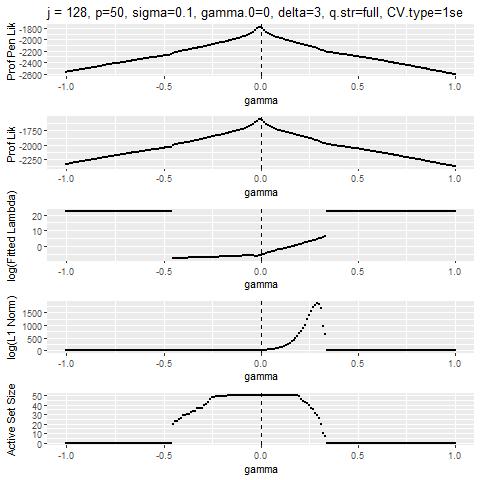 j = 128, p=50, sigma=0.1, gamma.0=0, delta=3, q.str=full, CV.type=1se
Prof Pen Lik
-1800
-2000
-2200
-2400
-2600
-1.0 -0.5 0.0 0.5 1.0
gamma
Prof Lik
-1750
-2000
-2250
-1.0 -0.5 0.0 0.5 1.0
gamma
log(Fitted Lambda)
20
10
0
-1.0 -0.5 0.0 0.5 1.0
gamma
log(L1 Norm)
1500
1000
500
0
-1.0 -0.5 0.0 0.5 1.0
gamma
Active Set Size
50
40
30
20
10
0
-1.0 -0.5 0.0 0.5 1.0
gamma